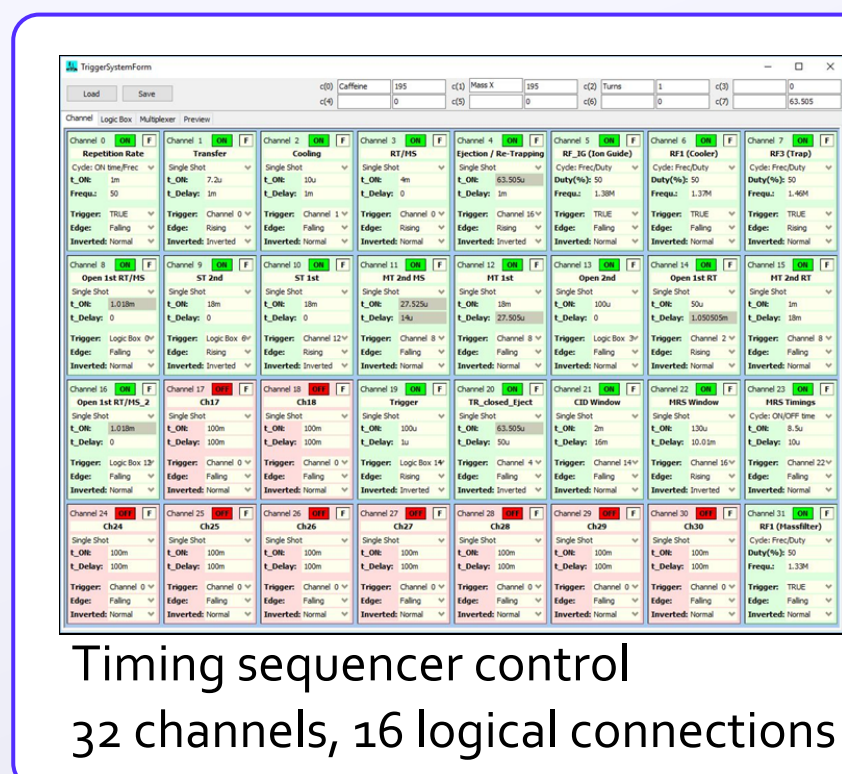 TriggerSystemForm
Load Save c(0) Caffeine 195 c(1) Mass X 195 c(2) Turns 1 c(3) 0
c(4) 0 c(5) 0 c(6) 0 c(7) 63.505
Channel Logic Box Multiplexer Preview
Channel 0 ON F Channel 1 ON F Channel 2 ON F Channel 3 ON F Channel 4 ON F Channel 5 ON F Channel 6 ON F Channel 7 ON F
Repetition Rate Transfer Cooling RT/MS Ejection / Re-Trapping RF_IG (Ion Guide) RF1 (Cooler) RF3 (Trap)
Cycle: ON time/Frec Single Shot Single Shot Single Shot Single Shot Cycle: Frec/Duty Cycle: Frec/Duty Cycle: Frec/Duty
t_ON: 1m t_ON: 7.2u t_ON: 10u t_ON: 4m t_ON: 63.505u Duty(%): 50 Duty(%): 50 Duty(%): 50
Frequ.: 50 t_Delay: 1m t_Delay: 1m t_Delay: 0 t_Delay: 1m Frequ.: 1.38M Frequ.: 1.37M Frequ.: 1.46M
Trigger: TRUE Trigger: Channel 0 Trigger: Channel 1 Trigger: Channel 0 Trigger: Channel 16 Trigger: TRUE Trigger: TRUE Trigger: TRUE
Edge: Falling Edge: Rising Edge: Falling Edge: Rising Edge: Rising Edge: Falling Edge: Falling Edge: Rising
Inverted: Normal Inverted: Inverted Inverted: Normal Inverted: Normal Inverted: Inverted Inverted: Normal Inverted: Normal Inverted: Normal
Channel 8 ON F Channel 9 ON F Channel 10 ON F Channel 11 ON F Channel 12 ON F Channel 13 ON F Channel 14 ON F Channel 15 ON F
Open 1st RT/MS ST 2nd ST 1st MT 2nd MS MT 1st Open 2nd Open 1st RT MT 2nd RT
Single Shot Single Shot Single Shot Single Shot Single Shot Single Shot Single Shot Single Shot
t_ON: 1.018m t_ON: 18m t_ON: 18m t_ON: 27.525u t_ON: 18m t_ON: 100u t_ON: 50u t_ON: 1m
t_Delay: 0 t_Delay: 0 t_Delay: 0 t_Delay: 14u t_Delay: 27.505u t_Delay: 0 t_Delay: 1.050505m t_Delay: 18m
Trigger: Logic Box 0 Trigger: Logic Box 6 Trigger: Channel 12 Trigger: Channel 8 Trigger: Channel 8 Trigger: Logic Box 3 Trigger: Channel 2 Trigger: Channel 8
Edge: Falling Edge: Rising Edge: Rising Edge: Falling Edge: Falling Edge: Falling Edge: Rising Edge: Falling
Inverted: Normal Inverted: Inverted Inverted: Inverted Inverted: Normal Inverted: Normal Inverted: Normal Inverted: Normal Inverted: Normal
Channel 16 ON F Channel 17 OFF F Channel 18 OFF F Channel 19 ON F Channel 20 ON F Channel 21 ON F Channel 22 ON F Channel 23 ON F
Open 1st RT/MS_2 Ch17 Ch18 Trigger TR_closed_Eject CID Window MRS Window MRS Timings
Single Shot Single Shot Single Shot Single Shot Single Shot Single Shot Single Shot Cycle: ON/OFF time
t_ON: 1.018m t_ON: 100m t_ON: 100m t_ON: 100u t_ON: 63.505u t_ON: 2m t_ON: 130u t_ON: 8.5u
t_Delay: 0 t_Delay: 100m t_Delay: 100m t_Delay: 1u t_Delay: 50u t_Delay: 16m t_Delay: 10.01m t_Delay: 10u
Trigger: Logic Box 13 Trigger: Channel 0 Trigger: Channel 0 Trigger: Logic Box 14 Trigger: Channel 4 Trigger: Channel 14 Trigger: Channel 16 Trigger: Channel 22
Edge: Falling Edge: Falling Edge: Falling Edge: Rising Edge: Falling Edge: Falling Edge: Rising Edge: Falling
Inverted: Normal Inverted: Normal Inverted: Normal Inverted: Inverted Inverted: Normal Inverted: Normal Inverted: Inverted Inverted: Normal
Channel 24 OFF F Channel 25 OFF F Channel 26 OFF F Channel 27 OFF F Channel 28 OFF F Channel 29 OFF F Channel 30 OFF F Channel 31 ON F
Ch24 Ch25 Ch26 Ch27 Ch28 Ch29 Ch30 RF1 (Massfilter)
Single Shot Single Shot Single Shot Single Shot Single Shot Single Shot Single Shot Cycle: Frec/Duty
t_ON: 100m t_ON: 100m t_ON: 100m t_ON: 100m t_ON: 100m t_ON: 100m t_ON: 100m Duty(%): 50
t_Delay: 100m t_Delay: 100m t_Delay: 100m t_Delay: 100m t_Delay: 100m t_Delay: 100m t_Delay: 100m Frequ.: 1.33M
Trigger: Channel 0 Trigger: Channel 0 Trigger: Channel 0 Trigger: Channel 0 Trigger: Channel 0 Trigger: Channel 0 Trigger: Channel 0 Trigger: TRUE
Edge: Falling Edge: Falling Edge: Falling Edge: Falling Edge: Falling Edge: Falling Edge: Falling Edge: Falling
Inverted: Normal Inverted: Normal Inverted: Normal Inverted: Normal Inverted: Normal Inverted: Normal Inverted: Normal Inverted: Normal
Timing sequencer control
32 channels, 16 logical connections